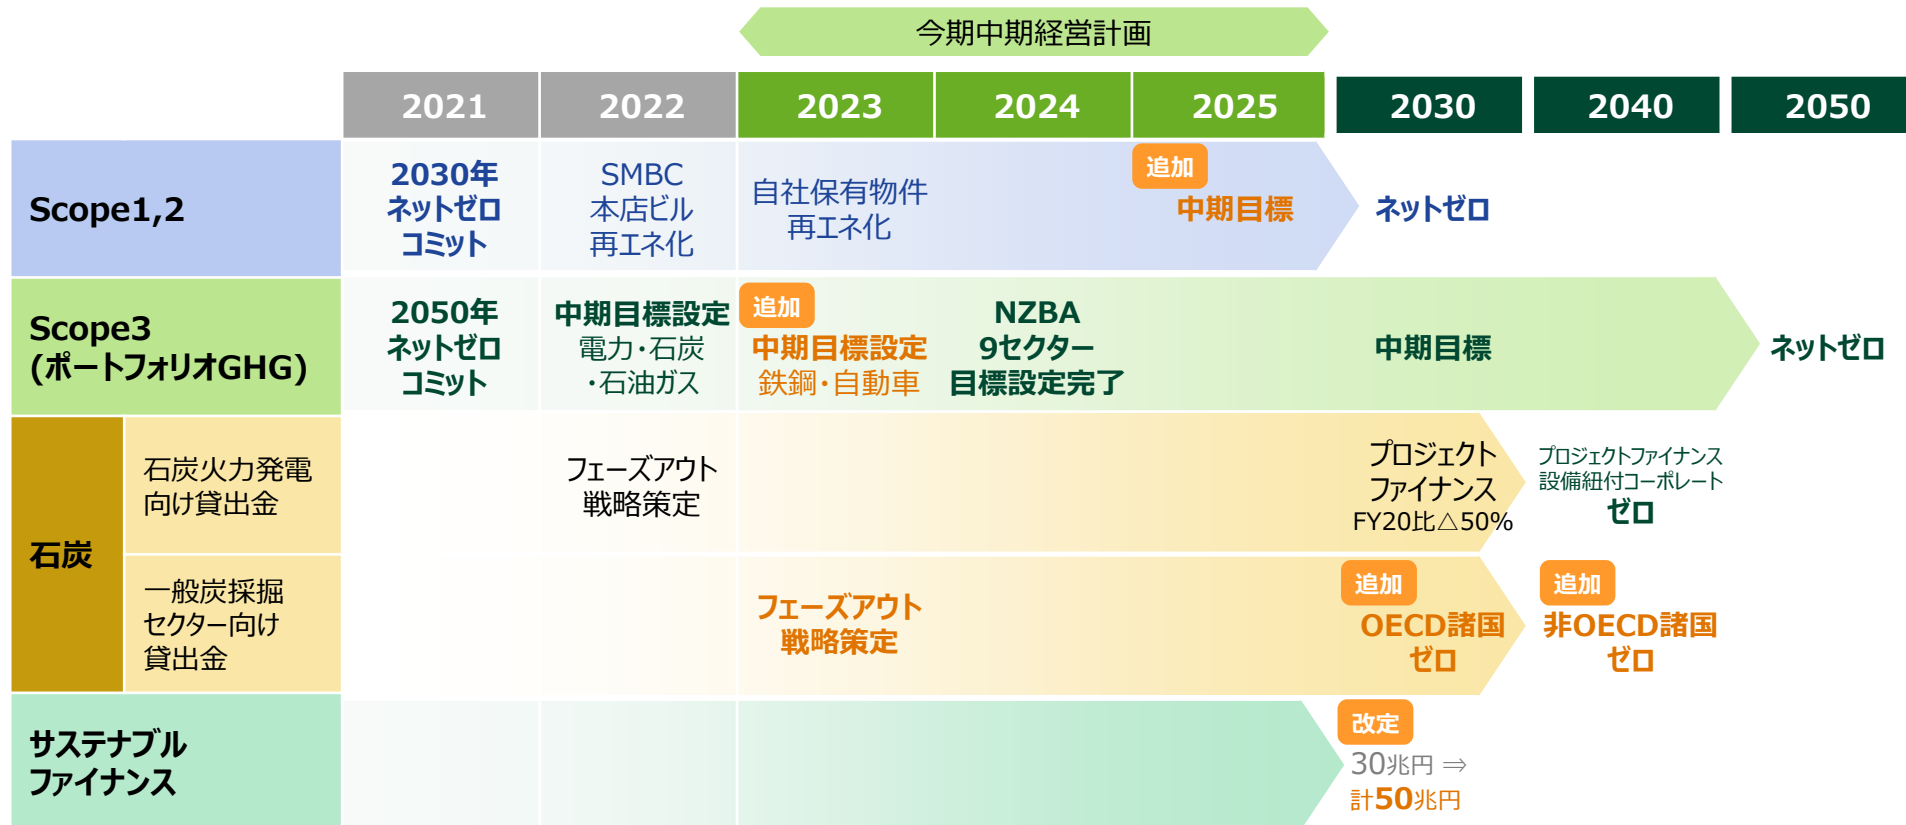 今期中期経営計画
2021
2022
2023
2024
2025
2030
2040
2050
Scope1,2
2030年
ネットゼロ
コミット
SMBC
本店ビル
再エネ化
自社保有物件
再エネ化
追加
中期目標
ネットゼロ
Scope3
(ポートフォリオGHG)
2050年
ネットゼロ
コミット
中期目標設定
電力・石炭
・石油ガス
追加
中期目標設定
鉄鋼・自動車
NZBA
9セクター
目標設定完了
中期目標
ネットゼロ
石炭
石炭火力発電
向け貸出金
フェーズアウト
戦略策定
プロジェクト
ファイナンス
FY20比△50%
プロジェクトファイナンス
設備紐付コーポレート
ゼロ
一般炭採掘
セクター向け
貸出金
フェーズアウト
戦略策定
追加
OECD諸国
ゼロ
追加
非OECD諸国
ゼロ
サステナブル
ファイナンス
改定
30兆円 ⇒
計50兆円